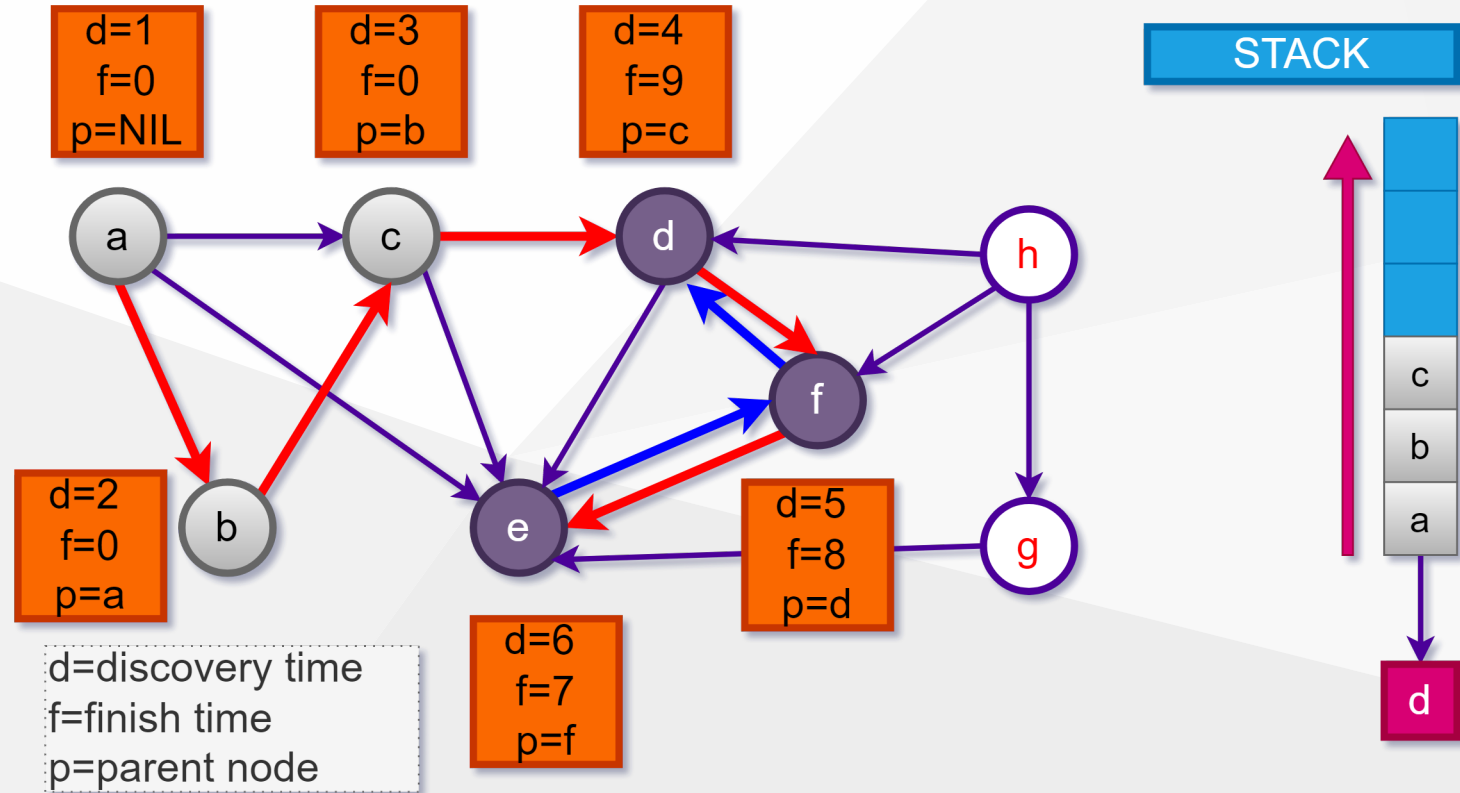 d=1
f=0
p=NIL
d=3
f=0
p=b
d=4
f=9
p=c
STACK
a
c
d
h
f
c
b
a
d=2
f=0
p=a
b
e
d=5
f=8
p=d
g
d=6
f=7
p=f
d
d=discovery time
f=finish time
p=parent node